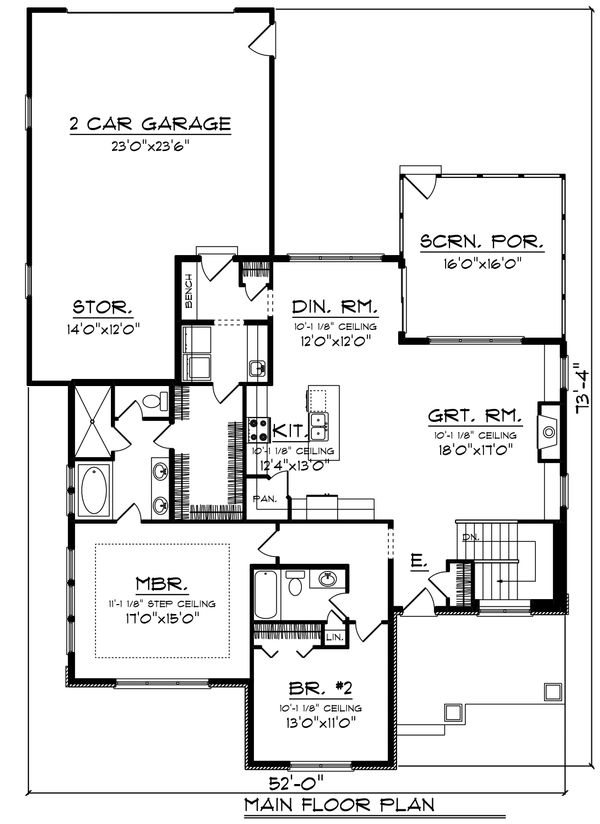 2 CAR GARAGE
23'0"x23'6"
SCRN. POR.
16'0"x16'0"
BENCH
STOR.
14'0"x12'0"
DIN. RM.
10'-1 1/8" CEILING
12'0"x12'0"
73'-4"
GRT. RM.
10'-1 1/8" CEILING
18'0"x17'0"
KIT.
10'-1 1/8" CEILING
12'4"x13'0"
PAN.
DN.
E.
MBR.
11'-1 1/8" STEP CEILING
17'0"x15'0"
LIN.
BR. #2
10'-1 1/8" CEILING
13'0"x11'0"
52'-0"
MAIN FLOOR PLAN